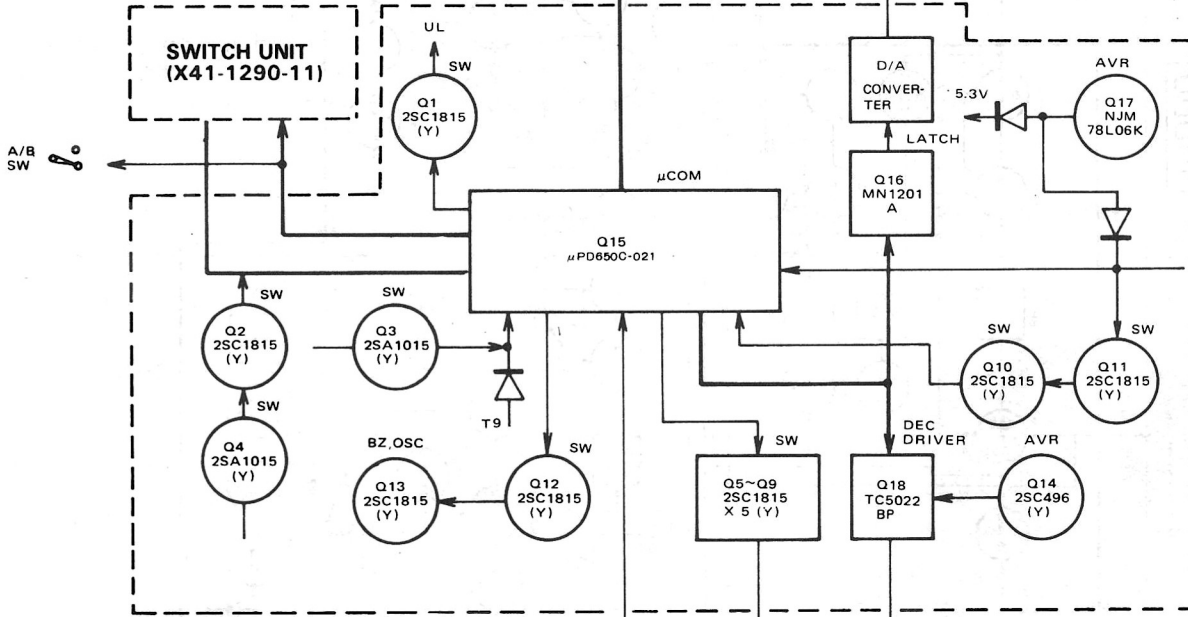 SWITCH UNIT
(X41-1290-11)
A/B
SW
UL
SW
Q1
2SC1815
(Y)
μCOM
Q15
μPD650C-021
D/A
CONVER-
TER
LATCH
Q16
MN1201
A
5.3V
AVR
Q17
NJM
78L06K
SW
Q2
2SC1815
(Y)
SW
Q4
2SA1015
(Y)
SW
Q3
2SA1015
(Y)
T9
BZ,OSC
Q13
2SC1815
(Y)
SW
Q12
2SC1815
(Y)
SW
Q5~Q9
2SC1815
X 5 (Y)
DEC
DRIVER
Q18
TC5022
BP
SW
Q10
2SC1815
(Y)
SW
Q11
2SC1815
(Y)
AVR
Q14
2SC496
(Y)